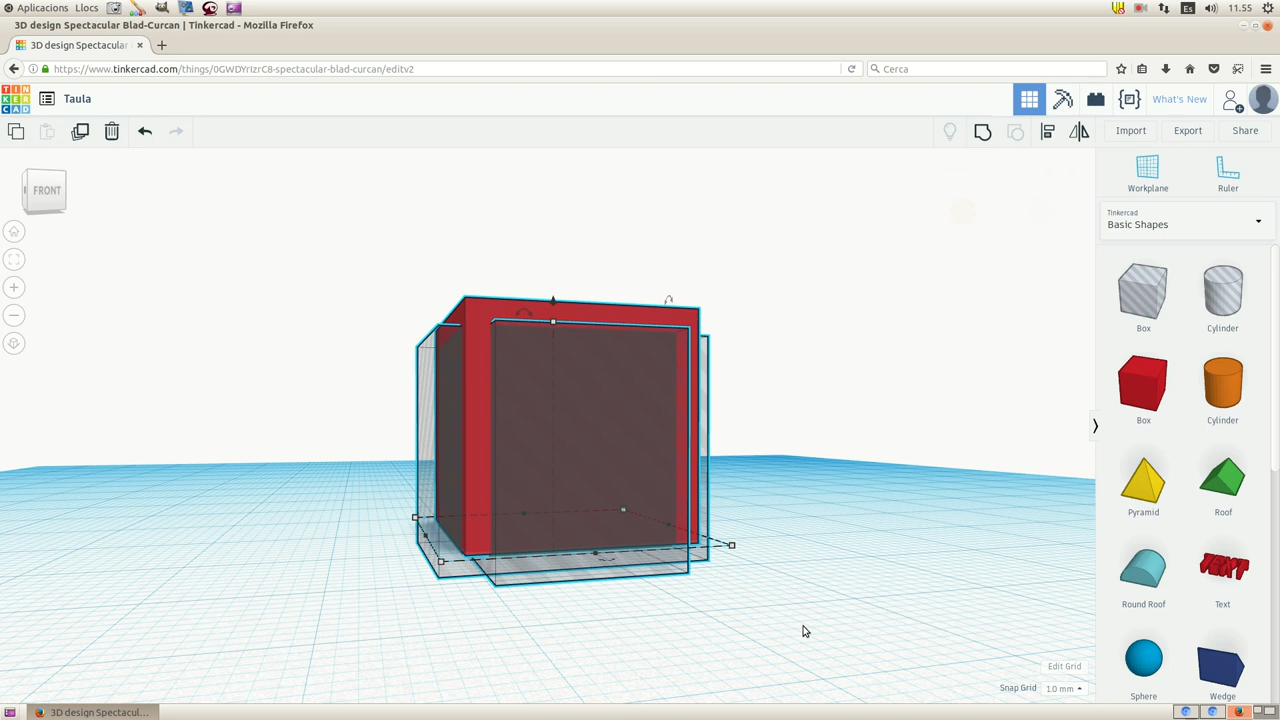 Aplicacions Llocs Es 11.55
3D design Spectacular Blad-Curcan | Tinkercad - Mozilla Firefox
3D design Spectacular
https://www.tinkercad.com/things/0GWDYrIzrC8-spectacular-blad-curcan/editv2
Cerca
TIN
KER
CAD
Taula
What's New
Import Export Share
FRONT
Workplane Ruler
Tinkercad
Basic Shapes
Box Cylinder
Box Cylinder
Pyramid Roof
TEXT
Round Roof Text
Edit Grid
Snap Grid 1.0 mm
Sphere Wedge
3D design Spectacul...